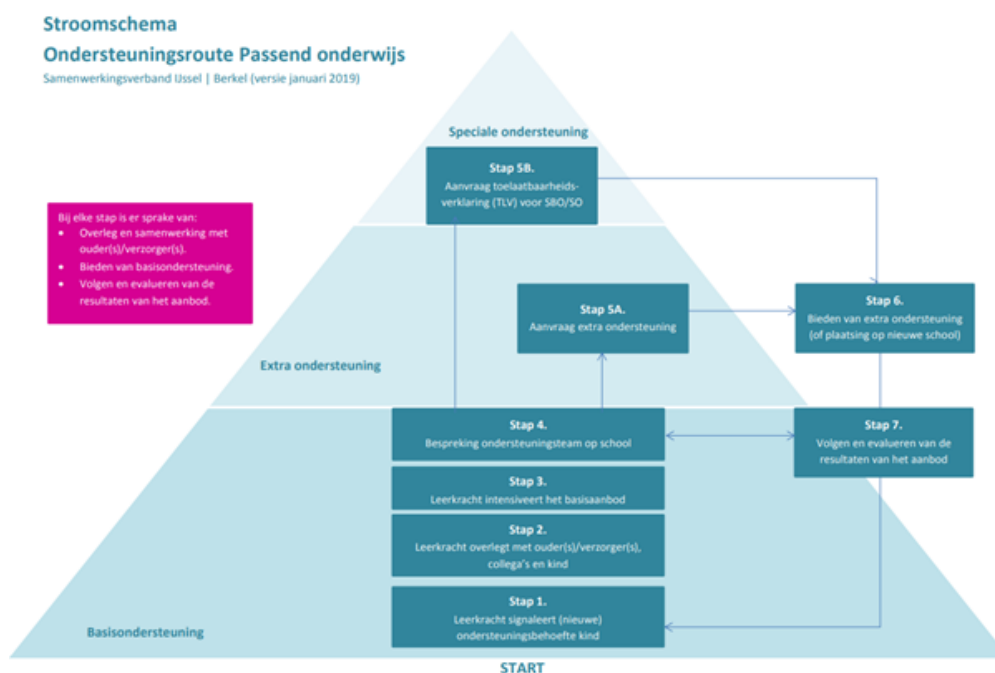 Stroomschema
Ondersteuningsroute Passend onderwijs
Samenwerkingsverband IJssel | Berkel (versie januari 2019)
Speciale ondersteuning
Stap 5B.
Aanvraag toelaatbaarheids-
verklaring (TLV) voor SBO/SO
Bij elke stap is er sprake van:
• Overleg en samenwerking met
ouder(s)/verzorger(s).
• Bieden van basisondersteuning.
• Volgen en evalueren van de
resultaten van het aanbod.
Stap 5A.
Aanvraag extra ondersteuning
Stap 6.
Bieden van extra ondersteuning
(of plaatsing op nieuwe school)
Extra ondersteuning
Stap 4.
Bespreking ondersteuningsteam op school
Stap 7.
Volgen en evalueren van de
resultaten van het aanbod
Stap 3.
Leerkracht intensiveert het basisaanbod
Stap 2.
Leerkracht overlegt met ouder(s)/verzorger(s),
collega's en kind
Stap 1.
Leerkracht signaleert (nieuwe)
ondersteuningsbehoefte kind
Basisondersteuning
START